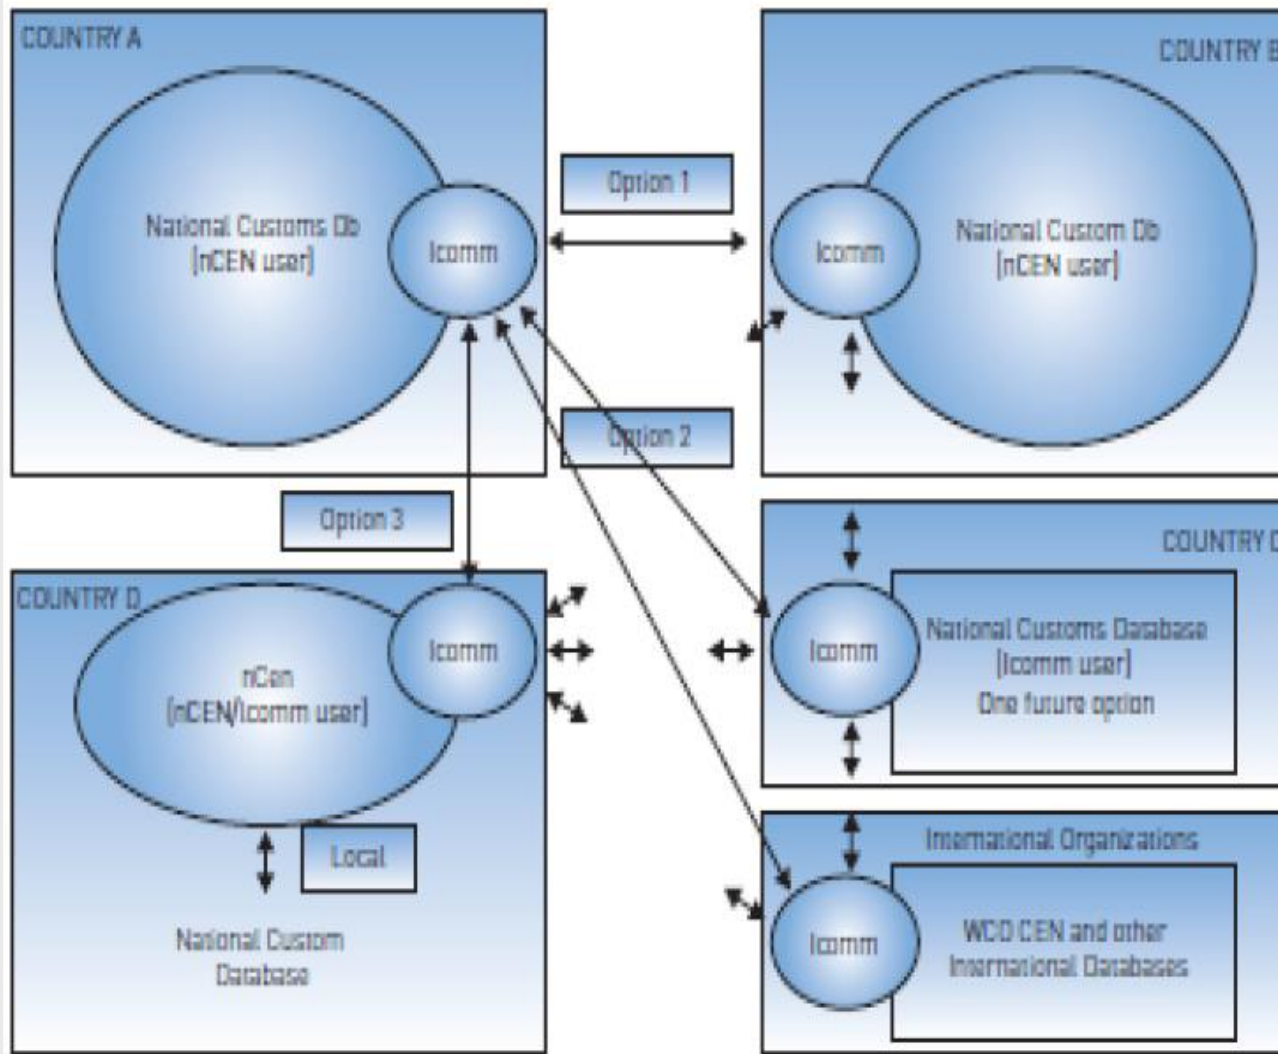 COUNTRY A
National Customs Db
(nCEN user)
Icomm
Option 1
COUNTRY B
Icomm
National Custom Db
(nCEN user)
Option 2
Option 3
COUNTRY C
Icomm
National Customs Database
(Icomm user)
One future option
COUNTRY D
nCen
(nCEN/Icomm user)
Icomm
Local
National Custom
Database
International Organizations
Icomm
WCO CEN and other
International Databases